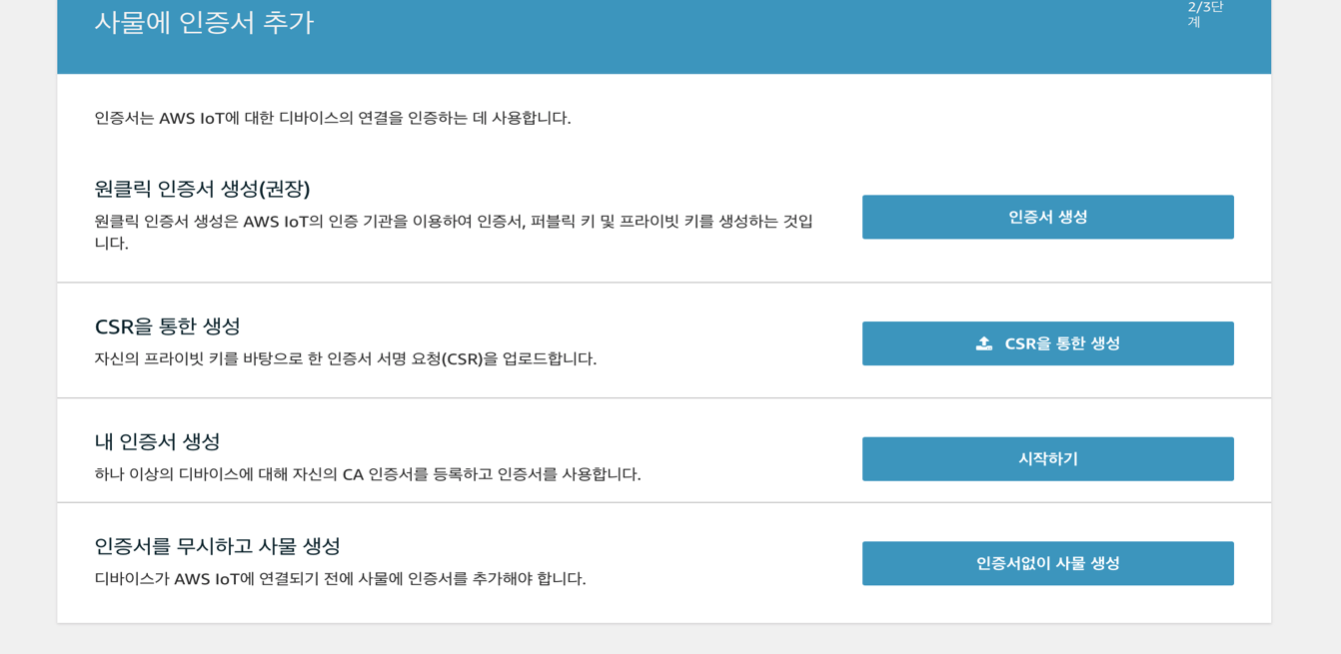 사물에 인증서 추가
2/3단
계
인증서는 AWS IoT에 대한 디바이스의 연결을 인증하는 데 사용합니다.
원클릭 인증서 생성(권장)
원클릭 인증서 생성은 AWS IoT의 인증 기관을 이용하여 인증서, 퍼블릭 키 및 프라이빗 키를 생성하는 것입
니다.
인증서 생성
CSR을 통한 생성
자신의 프라이빗 키를 바탕으로 한 인증서 서명 요청(CSR)을 업로드합니다.
CSR을 통한 생성
내 인증서 생성
하나 이상의 디바이스에 대해 자신의 CA 인증서를 등록하고 인증서를 사용합니다.
시작하기
인증서를 무시하고 사물 생성
디바이스가 AWS IoT에 연결되기 전에 사물에 인증서를 추가해야 합니다.
인증서없이 사물 생성